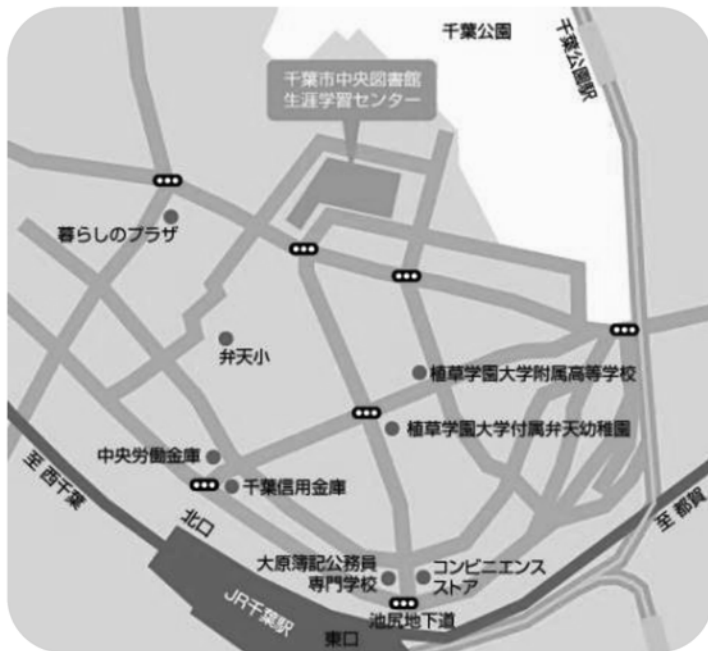 千葉公園
千葉公園駅
千葉市中央図書館
生涯学習センター
暮らしのプラザ
弁天小
植草学園大学附属高等学校
植草学園大学付属弁天幼稚園
中央労働金庫
千葉信用金庫
至 西千葉
至 都賀
北口
大原簿記公務員
専門学校
コンビニエンス
ストア
JR千葉駅
池尻地下道
東口